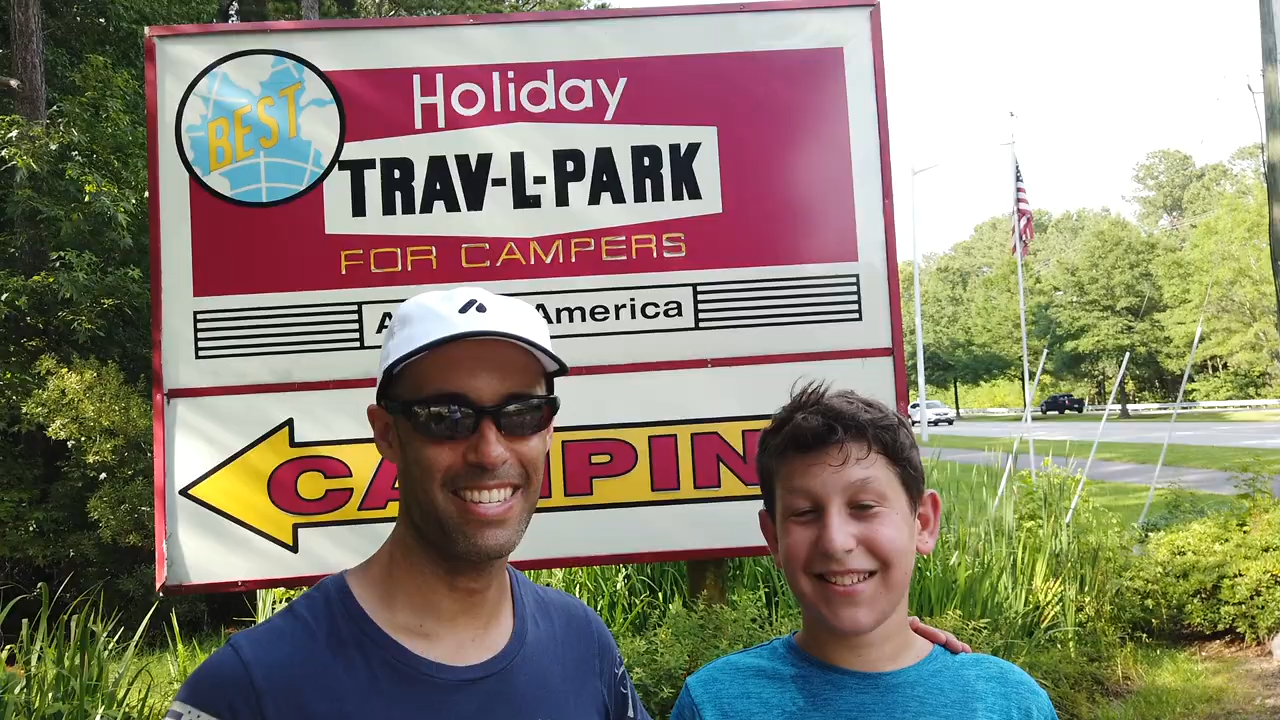 BEST
Holiday
TRAV-L-PARK
FOR CAMPERS
America
CAMPIN